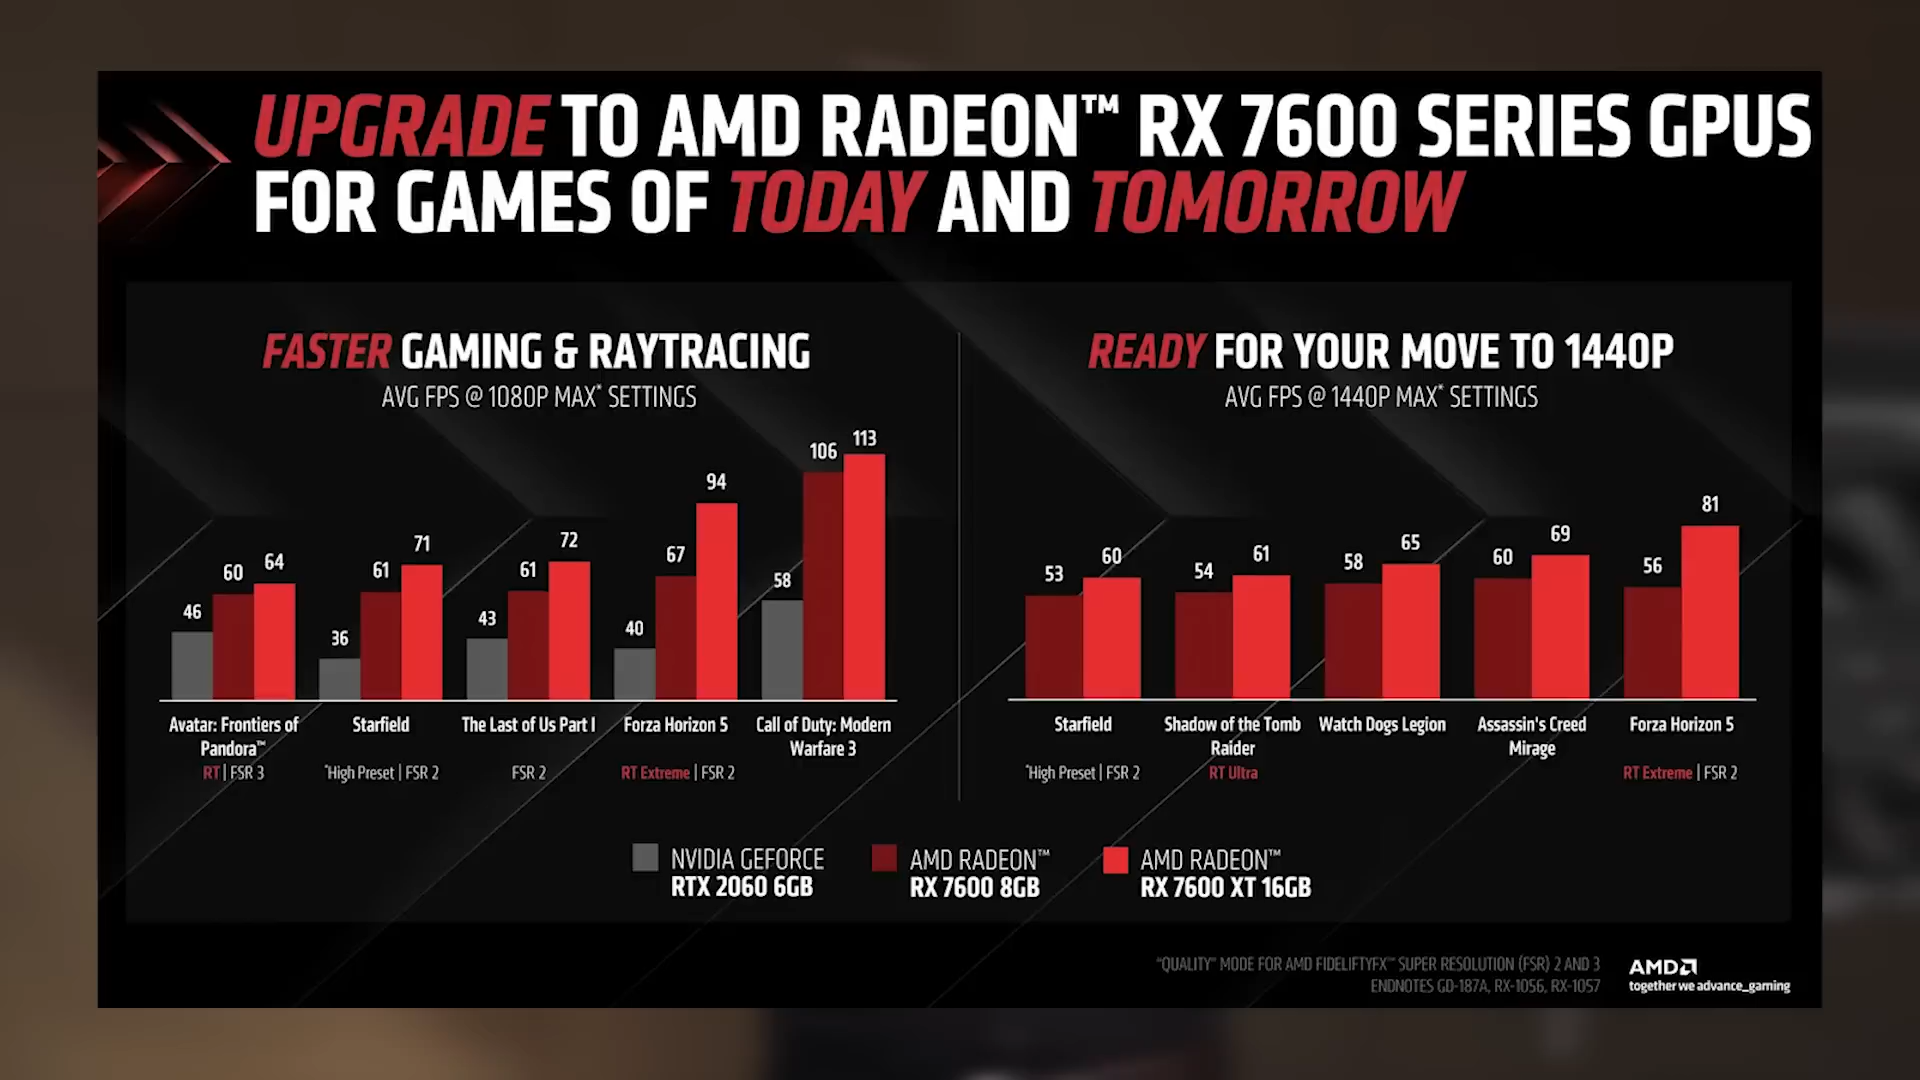 UPGRADE TO AMD RADEON™ RX 7600 SERIES GPUS
FOR GAMES OF TODAY AND TOMORROW
FASTER GAMING & RAYTRACING
AVG FPS @ 1080P MAX* SETTINGS
46 60 64
36 61 71
43 61 72
40 67 94
58 106 113
Avatar: Frontiers of
Pandora™
RT | FSR 3
Starfield
*High Preset | FSR 2
The Last of Us Part I
FSR 2
Forza Horizon 5
RT Extreme | FSR 2
Call of Duty: Modern
Warfare 3
READY FOR YOUR MOVE TO 1440P
AVG FPS @ 1440P MAX* SETTINGS
53 60
54 61
58 65
60 69
56 81
Starfield
*High Preset | FSR 2
Shadow of the Tomb
Raider
RT Ultra
Watch Dogs Legion
Assassin's Creed
Mirage
Forza Horizon 5
RT Extreme | FSR 2
NVIDIA GEFORCE
RTX 2060 6GB
AMD RADEON™
RX 7600 8GB
AMD RADEON™
RX 7600 XT 16GB
"QUALITY" MODE FOR AMD FIDELIFTYFX™ SUPER RESOLUTION (FSR) 2 AND 3
ENDNOTES GD-187A, RX-1056, RX-1057
AMD
together we advance_gaming